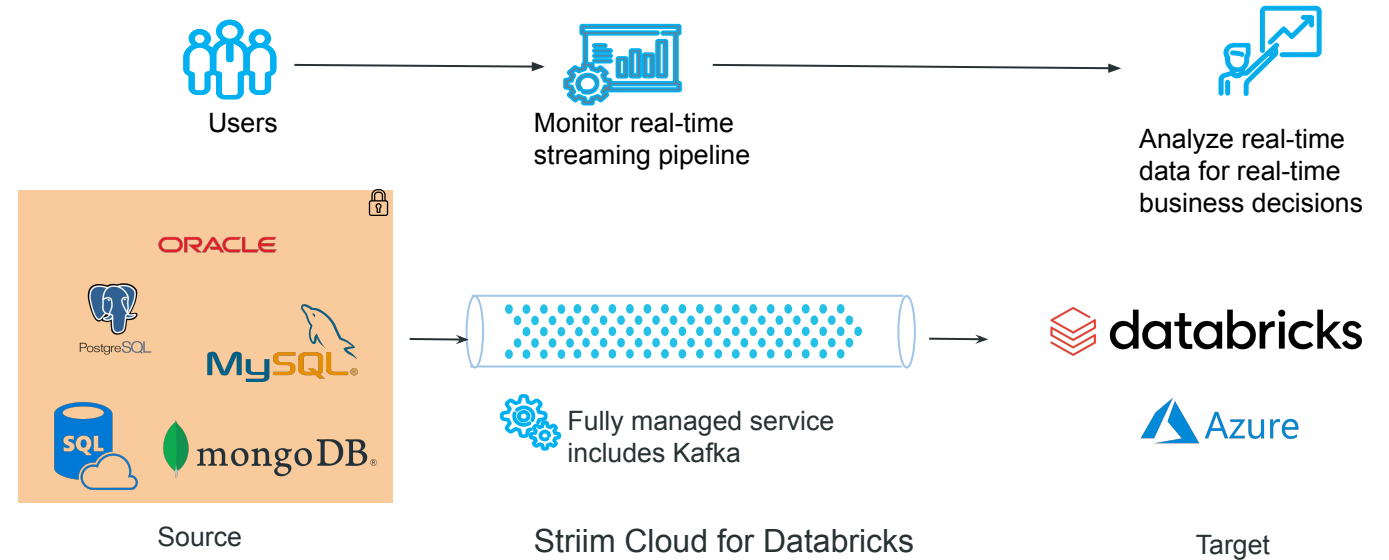 Users
Monitor real-time
streaming pipeline
Analyze real-time
data for real-time
business decisions
ORACLE
PostgreSQL
MySQL®
SQL
mongoDB®
Fully managed service
includes Kafka
databricks
Azure
Source
Striim Cloud for Databricks
Target